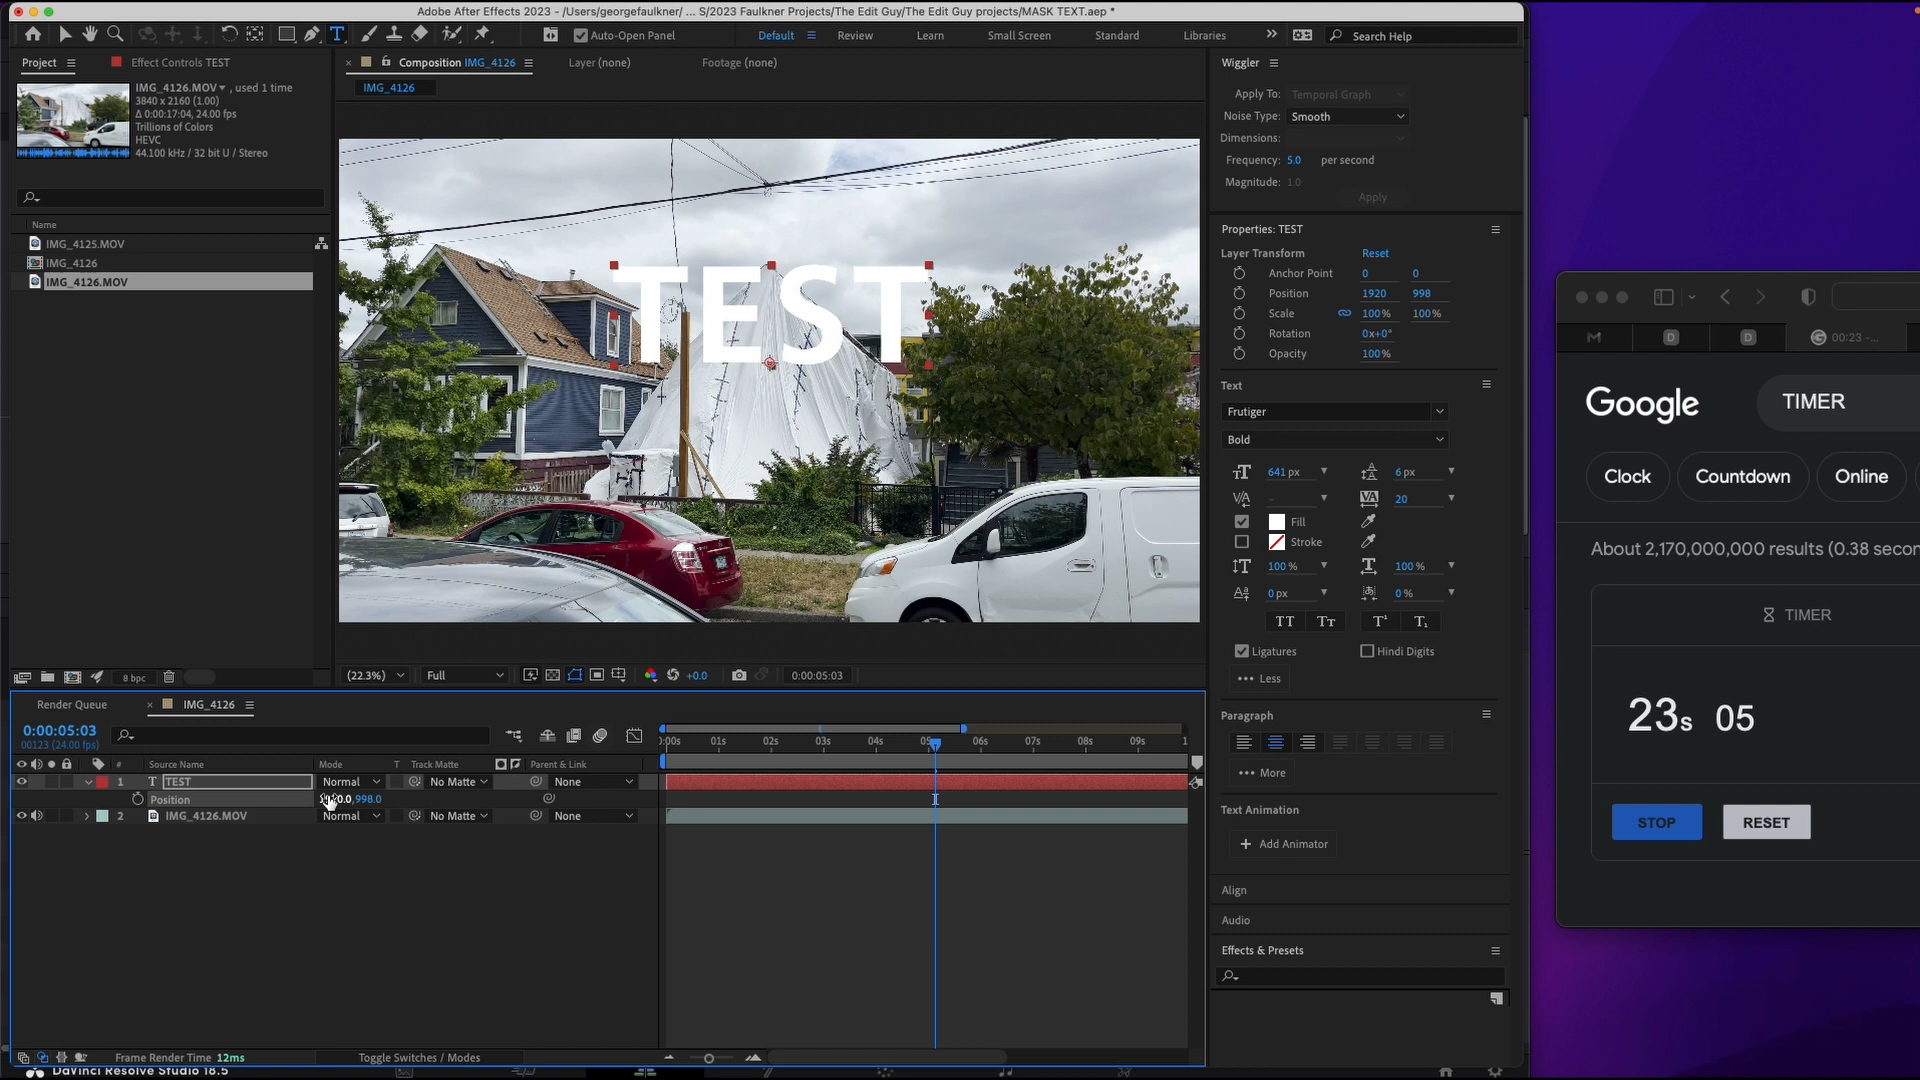 Adobe After Effects 2023 - /Users/georgefaulkner/ ... S/2023 Faulkner Projects/The Edit Guy/The Edit Guy projects/MASK TEXT.aep *
Auto-Open Panel
Default
Review
Learn
Small Screen
Standard
Libraries
Search Help
Project
Effect Controls TEST
IMG_4126.MOV , used 1 time
3840 x 2160 (1.00)
Δ 0:00:17:04, 24.00 fps
Trillions of Colors
HEVC
44.100 kHz / 32 bit U / Stereo
Name
IMG_4125.MOV
IMG_4126
IMG_4126.MOV
8 bpc
Composition IMG_4126
Layer (none)
Footage (none)
IMG_4126
TEST
(22.3%)
Full
+0.0
0:00:05:03
Wiggler
Apply To: Temporal Graph
Noise Type: Smooth
Dimensions:
Frequency: 5.0 per second
Magnitude: 1.0
Apply
Properties: TEST
Layer Transform Reset
Anchor Point 0 0
Position 1920 998
Scale 100% 100%
Rotation 0x+0°
Opacity 100%
Text
Frutiger
Bold
641 px 6 px
20
Fill
Stroke
100 % 100 %
0 px 0 %
Ligatures Hindi Digits
Less
Paragraph
More
Text Animation
Add Animator
Align
Audio
Effects & Presets
Render Queue
IMG_4126
0:00:05:03
00123 (24.00 fps)
:00s 01s 02s 03s 04s 06s 07s 08s 09s 1
# Source Name Mode T Track Matte Parent & Link
1 T TEST Normal No Matte None
Position 998.0
2 IMG_4126.MOV Normal No Matte None
Frame Render Time 12ms
Toggle Switches / Modes
DaVinci Resolve Studio 18.5
00:23 -...
Google
TIMER
Clock
Countdown
Online
About 2,170,000,000 results (0.38 secon
TIMER
23s 05
STOP
RESET